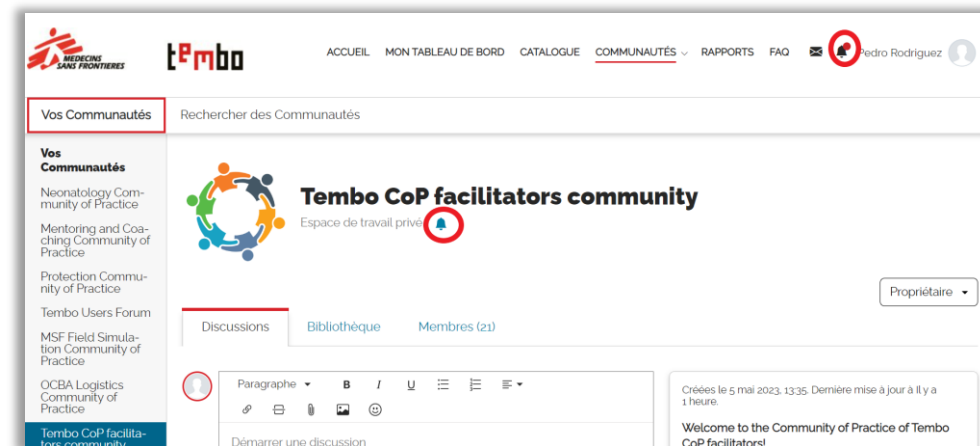 MEDECINS
SANS FRONTIERES
tembo
ACCUEIL MON TABLEAU DE BORD CATALOGUE COMMUNAUTÉS RAPPORTS FAQ Pedro Rodriguez
Vos Communautés Rechercher des Communautés
Vos
Communautés
Neonatology Com-
munity of Practice
Mentoring and Coa-
ching Community of
Practice
Protection Commu-
nity of Practice
Tembo Users Forum
MSF Field Simula-
tion Community of
Practice
OCBA Logistics
Community of
Practice
Tembo CoP facilita-
tors community
Tembo CoP facilitators community
Espace de travail privé
Propriétaire
Discussions Bibliothèque Membres (21)
Paragraphe B I U
Démarrer une discussion
Créées le 5 mai 2023, 13:35. Dernière mise à jour à il y a
1 heure.
Welcome to the Community of Practice of Tembo
CoP facilitators!